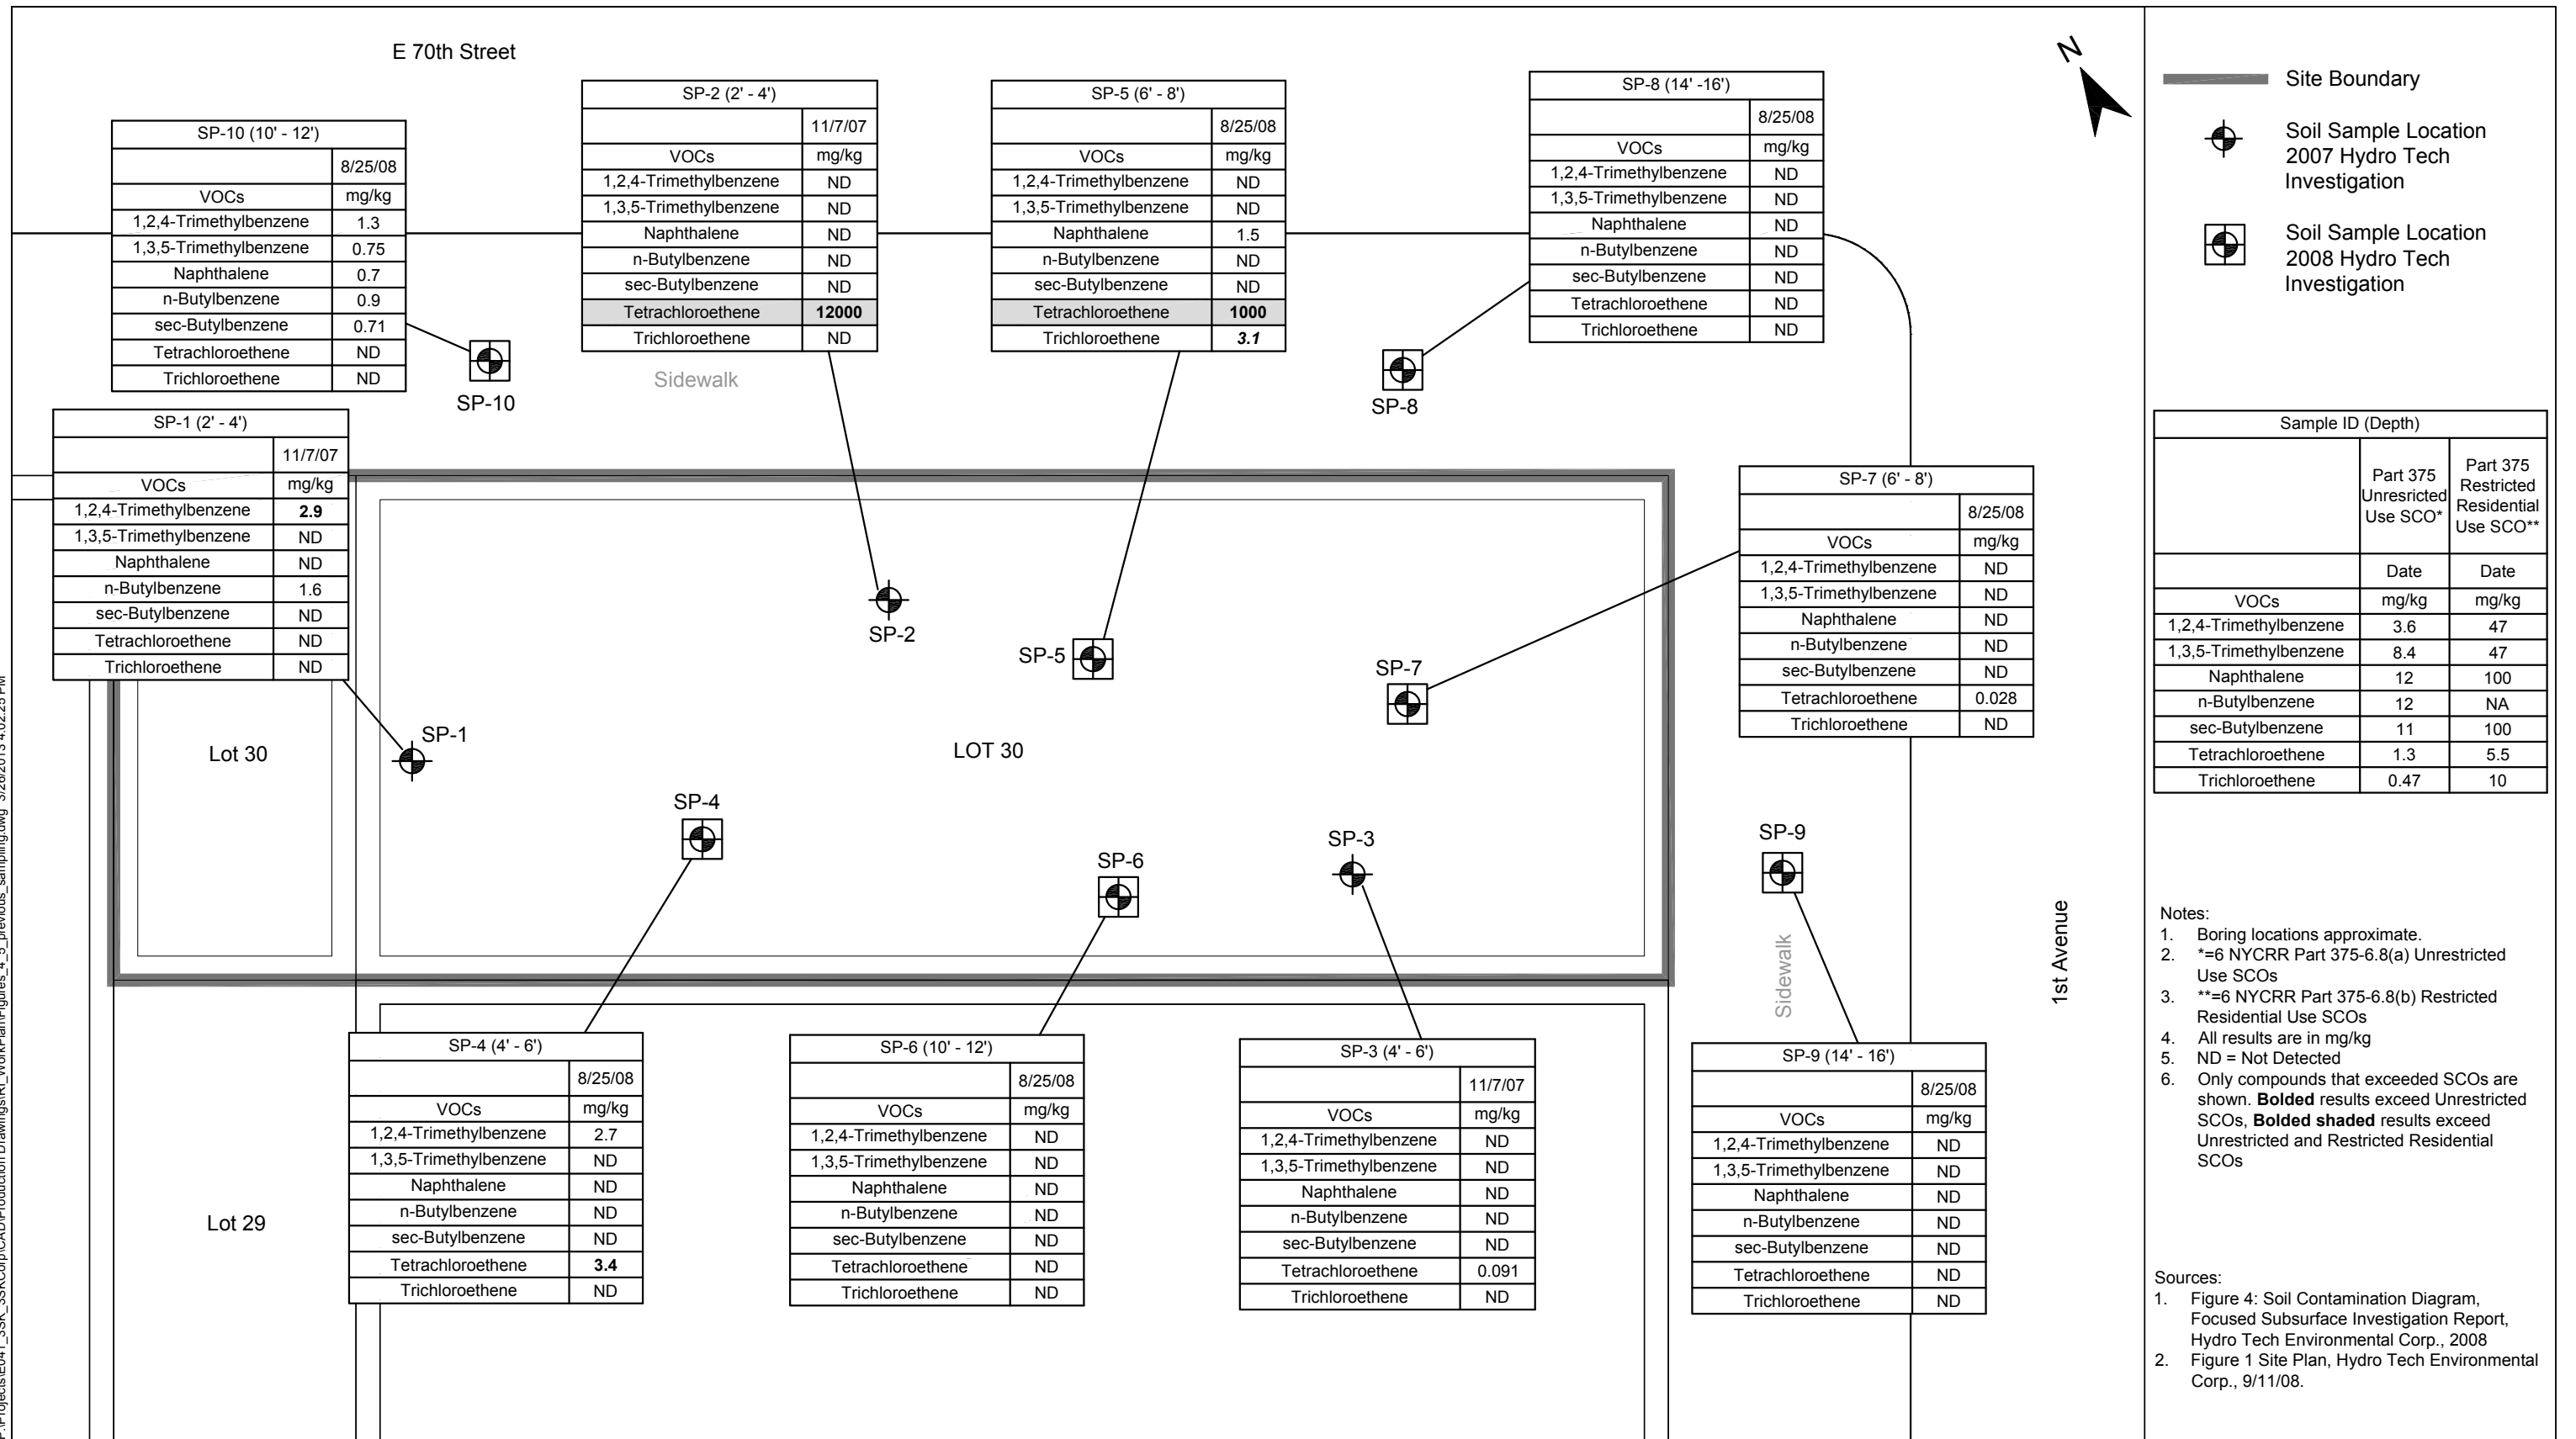 E 70th Street
SP-10 (10' - 12')
8/25/08
VOCs mg/kg
1,2,4-Trimethylbenzene 1.3
1,3,5-Trimethylbenzene 0.75
Naphthalene 0.7
n-Butylbenzene 0.9
sec-Butylbenzene 0.71
Tetrachloroethene ND
Trichloroethene ND
SP-10
SP-2 (2' - 4')
11/7/07
VOCs mg/kg
1,2,4-Trimethylbenzene ND
1,3,5-Trimethylbenzene ND
Naphthalene ND
n-Butylbenzene ND
sec-Butylbenzene ND
Tetrachloroethene 12000
Trichloroethene ND
Sidewalk
SP-5 (6' - 8')
8/25/08
VOCs mg/kg
1,2,4-Trimethylbenzene ND
1,3,5-Trimethylbenzene ND
Naphthalene 1.5
n-Butylbenzene ND
sec-Butylbenzene ND
Tetrachloroethene 1000
Trichloroethene 3.1
SP-8 (14' -16')
8/25/08
VOCs mg/kg
1,2,4-Trimethylbenzene ND
1,3,5-Trimethylbenzene ND
Naphthalene ND
n-Butylbenzene ND
sec-Butylbenzene ND
Tetrachloroethene ND
Trichloroethene ND
SP-8
N
SP-1 (2' - 4')
11/7/07
VOCs mg/kg
1,2,4-Trimethylbenzene 2.9
1,3,5-Trimethylbenzene ND
Naphthalene ND
n-Butylbenzene 1.6
sec-Butylbenzene ND
Tetrachloroethene ND
Trichloroethene ND
SP-7 (6' - 8')
8/25/08
VOCs mg/kg
1,2,4-Trimethylbenzene ND
1,3,5-Trimethylbenzene ND
Naphthalene ND
n-Butylbenzene ND
sec-Butylbenzene ND
Tetrachloroethene 0.028
Trichloroethene ND
SP-2
SP-5
SP-7
SP-1
Lot 30
LOT 30
SP-4
SP-6
SP-3
SP-9
Sidewalk
1st Avenue
Lot 29
SP-4 (4' - 6')
8/25/08
VOCs mg/kg
1,2,4-Trimethylbenzene 2.7
1,3,5-Trimethylbenzene ND
Naphthalene ND
n-Butylbenzene ND
sec-Butylbenzene ND
Tetrachloroethene 3.4
Trichloroethene ND
SP-6 (10' - 12')
8/25/08
VOCs mg/kg
1,2,4-Trimethylbenzene ND
1,3,5-Trimethylbenzene ND
Naphthalene ND
n-Butylbenzene ND
sec-Butylbenzene ND
Tetrachloroethene ND
Trichloroethene ND
SP-3 (4' - 6')
11/7/07
VOCs mg/kg
1,2,4-Trimethylbenzene ND
1,3,5-Trimethylbenzene ND
Naphthalene ND
n-Butylbenzene ND
sec-Butylbenzene ND
Tetrachloroethene 0.091
Trichloroethene ND
SP-9 (14' - 16')
8/25/08
VOCs mg/kg
1,2,4-Trimethylbenzene ND
1,3,5-Trimethylbenzene ND
Naphthalene ND
n-Butylbenzene ND
sec-Butylbenzene ND
Tetrachloroethene ND
Trichloroethene ND
Site Boundary
Soil Sample Location
2007 Hydro Tech
Investigation
Soil Sample Location
2008 Hydro Tech
Investigation
Sample ID (Depth)
Part 375 Unresricted Use SCO* Part 375 Restricted Residential Use SCO**
Date Date
VOCs mg/kg mg/kg
1,2,4-Trimethylbenzene 3.6 47
1,3,5-Trimethylbenzene 8.4 47
Naphthalene 12 100
n-Butylbenzene 12 NA
sec-Butylbenzene 11 100
Tetrachloroethene 1.3 5.5
Trichloroethene 0.47 10
Notes:
1. Boring locations approximate.
2. *=6 NYCRR Part 375-6.8(a) Unrestricted
Use SCOs
3. **=6 NYCRR Part 375-6.8(b) Restricted
Residential Use SCOs
4. All results are in mg/kg
5. ND = Not Detected
6. Only compounds that exceeded SCOs are
shown. Bolded results exceed Unrestricted
SCOs, Bolded shaded results exceed
Unrestricted and Restricted Residential
SCOs
Sources:
1. Figure 4: Soil Contamination Diagram,
Focused Subsurface Investigation Report,
Hydro Tech Environmental Corp., 2008
2. Figure 1 Site Plan, Hydro Tech Environmental
Corp., 9/11/08.